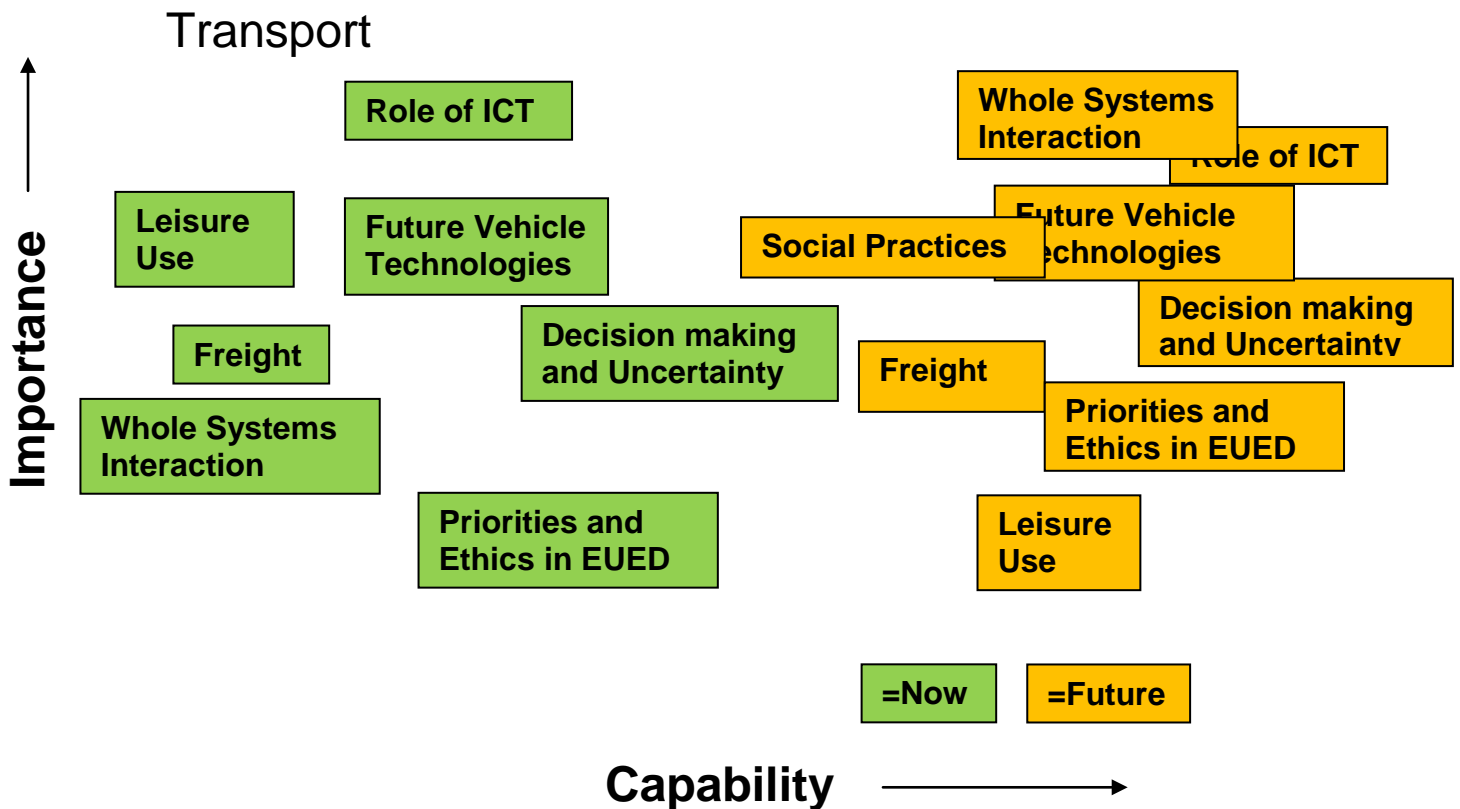 Transport
Role of ICT
Leisure
Use
Future Vehicle
Technologies
Freight
Decision making
and Uncertainty
Whole Systems
Interaction
Priorities and
Ethics in EUED
Whole Systems
Interaction
Role of ICT
Social Practices
Future Vehicle
Technologies
Decision making
and Uncertainty
Freight
Priorities and
Ethics in EUED
Leisure
Use
=Now
=Future
Importance
Capability